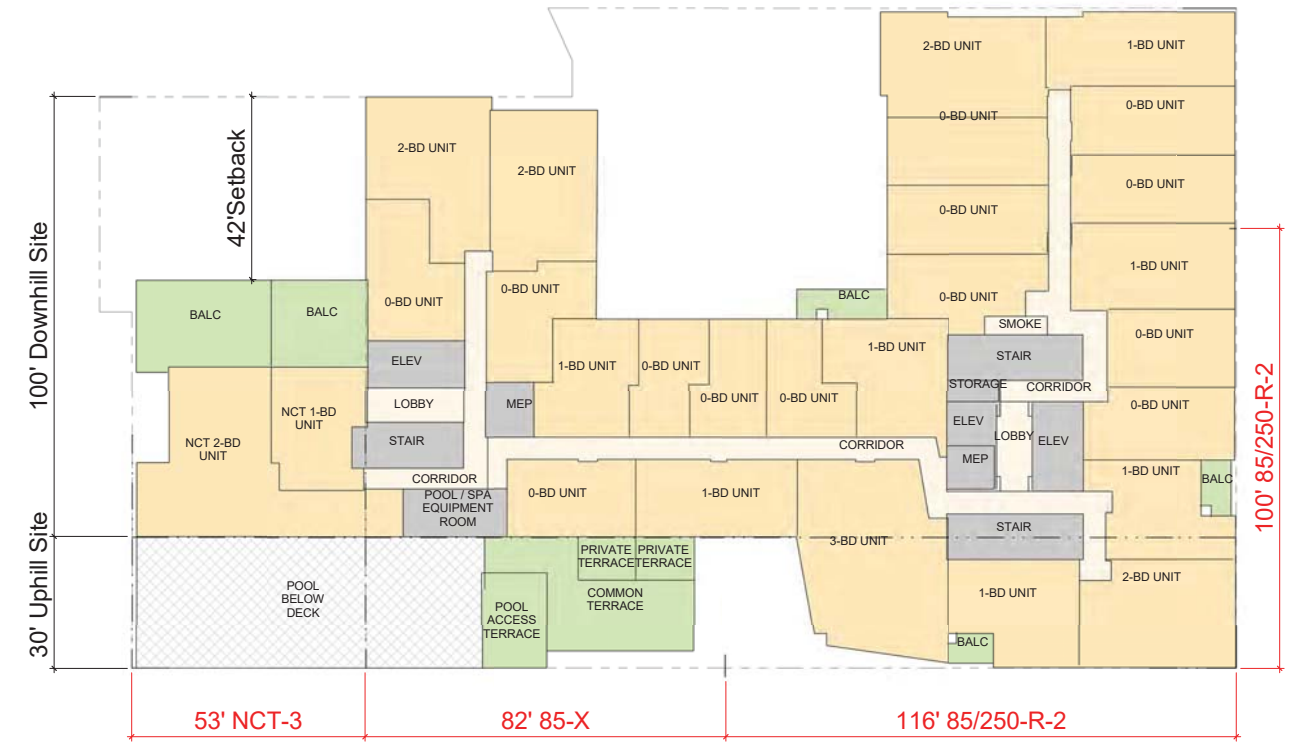 2-BD UNIT
1-BD UNIT
0-BD UNIT
0-BD UNIT
0-BD UNIT
0-BD UNIT
1-BD UNIT
0-BD UNIT
0-BD UNIT
0-BD UNIT
1-BD UNIT
2-BD UNIT
2-BD UNIT
2-BD UNIT
0-BD UNIT
0-BD UNIT
BALC
BALC
BALC
SMOKE
STAIR
STORAGE
CORRIDOR
ELEV
LOBBY
ELEV
MEP
STAIR
BALC
ELEV
LOBBY
STAIR
CORRIDOR
MEP
1-BD UNIT
0-BD UNIT
0-BD UNIT
0-BD UNIT
1-BD UNIT
CORRIDOR
NCT 2-BD
UNIT
NCT 1-BD
UNIT
POOL / SPA
EQUIPMENT
ROOM
0-BD UNIT
1-BD UNIT
3-BD UNIT
1-BD UNIT
BALC
POOL
BELOW
DECK
POOL
ACCESS
TERRACE
PRIVATE
TERRACE
PRIVATE
TERRACE
COMMON
TERRACE
42'Setback
100' Downhill Site
30' Uphill Site
100' 85/250-R-2
53' NCT-3
82' 85-X
116' 85/250-R-2